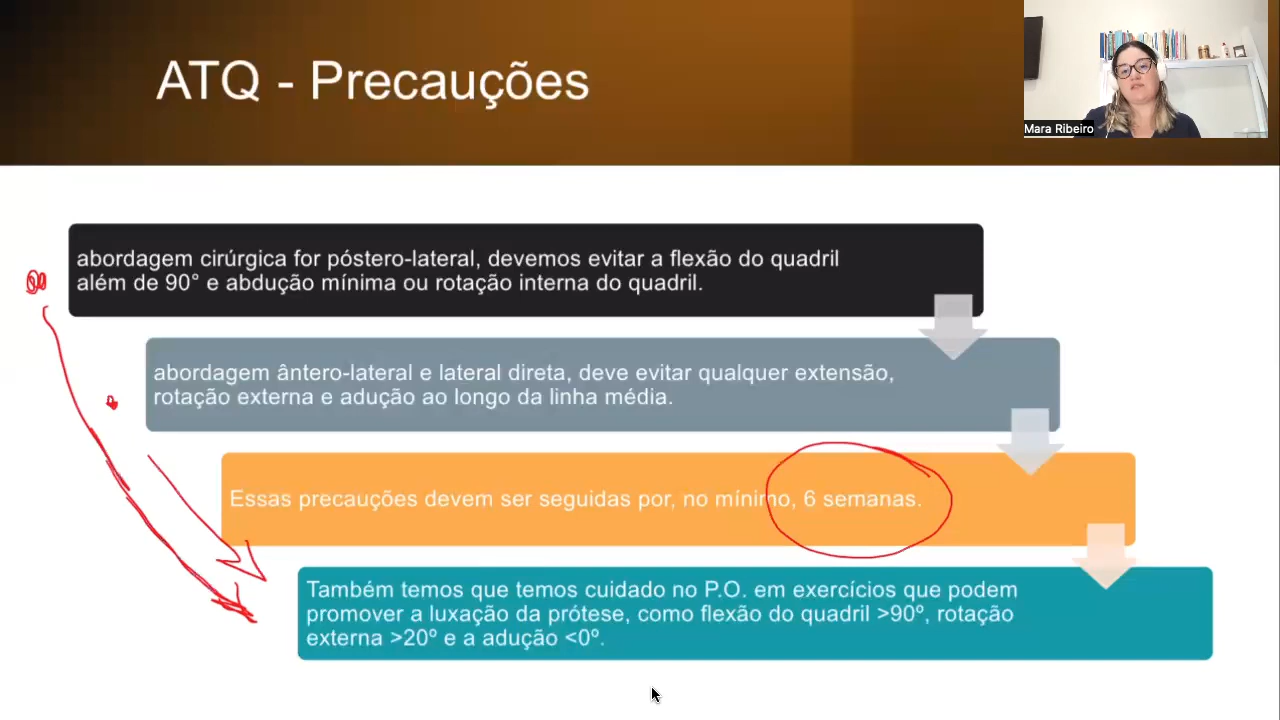 ATQ - Precauções
Mara Ribeiro
abordagem cirúrgica for póstero-lateral, devemos evitar a flexão do quadril
além de 90° e abdução mínima ou rotação interna do quadril.
abordagem ântero-lateral e lateral direta, deve evitar qualquer extensão,
rotação externa e adução ao longo da linha média.
Essas precauções devem ser seguidas por, no mínimo, 6 semanas.
Também temos que temos cuidado no P.O. em exercícios que podem
promover a luxação da prótese, como flexão do quadril >90º, rotação
externa >20º e a adução <0º.